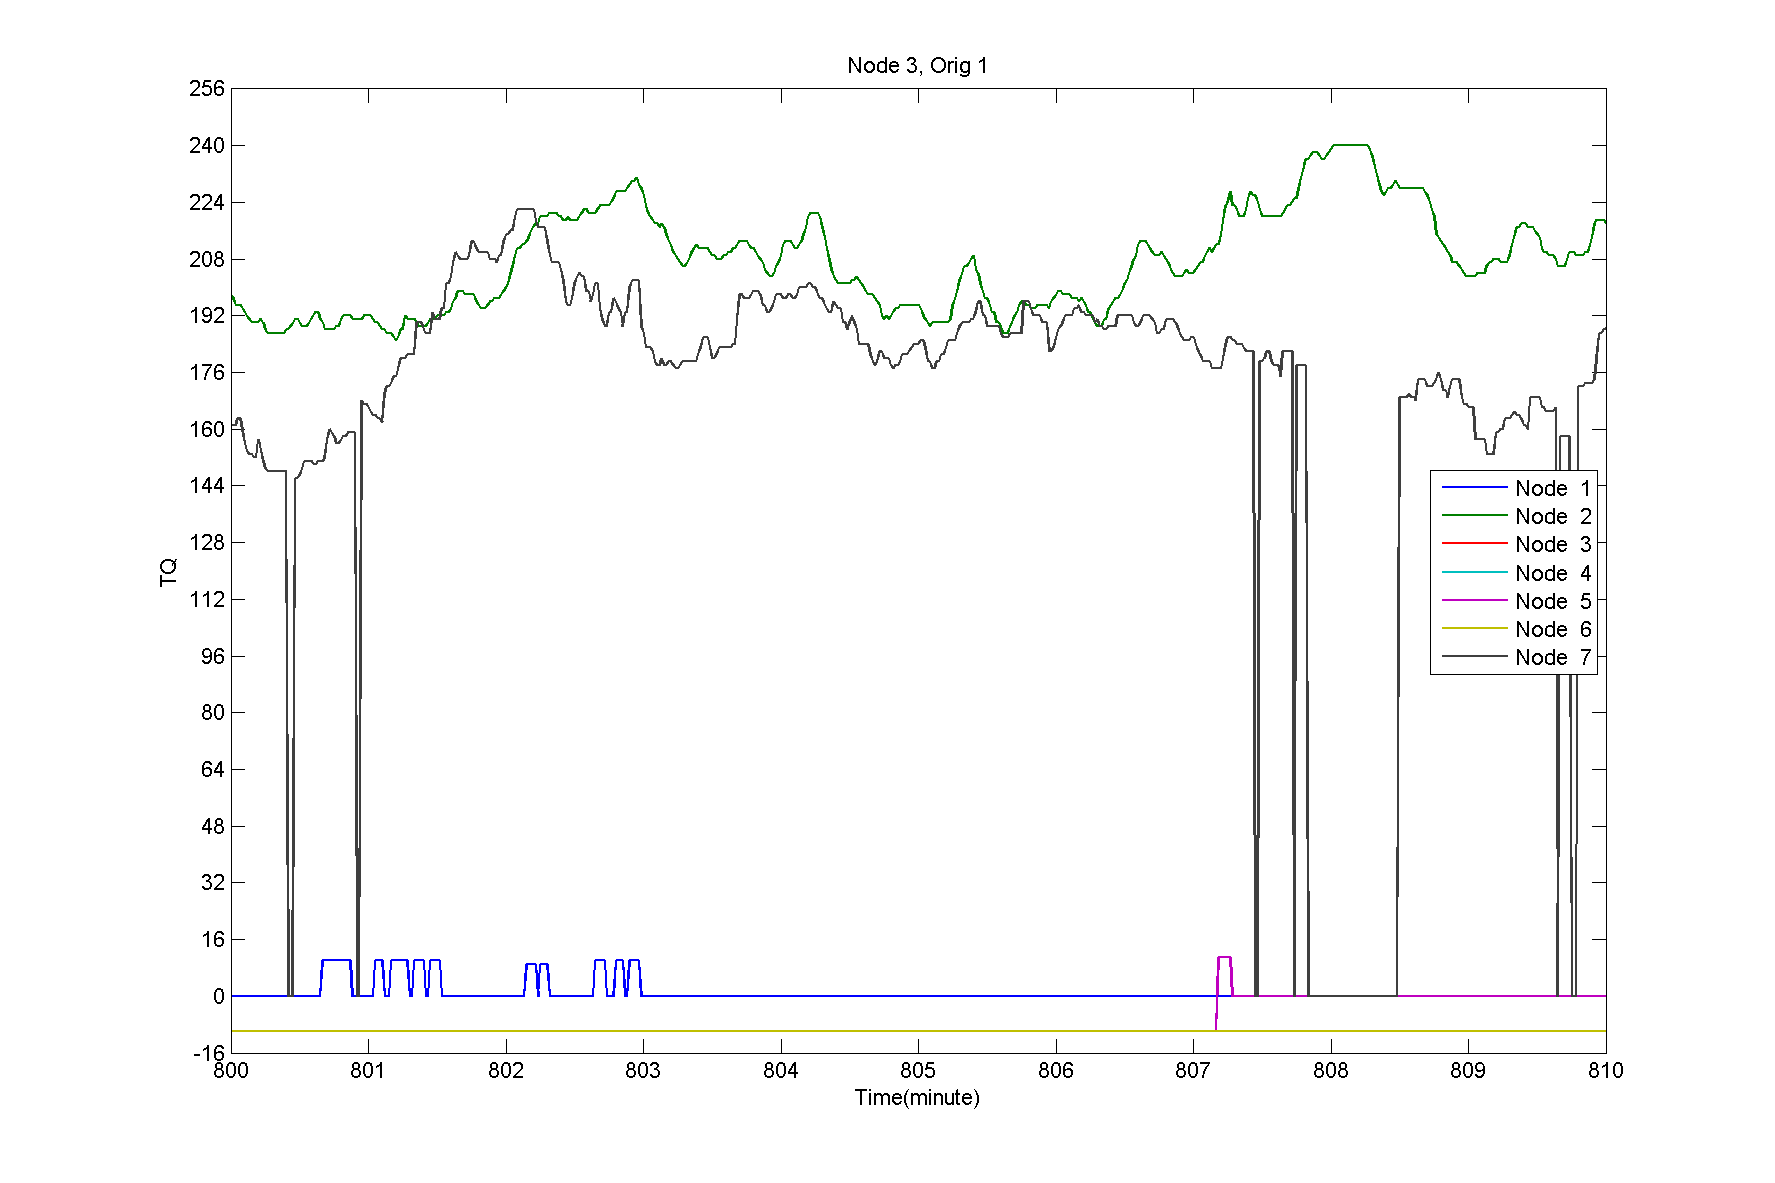 Node 3, Orig 1
256
240
224
208
192
176
160
144
128
112
96
80
64
48
32
16
0
-16
TQ
Node 1
Node 2
Node 3
Node 4
Node 5
Node 6
Node 7
800 801 802 803 804 805 806 807 808 809 810
Time(minute)